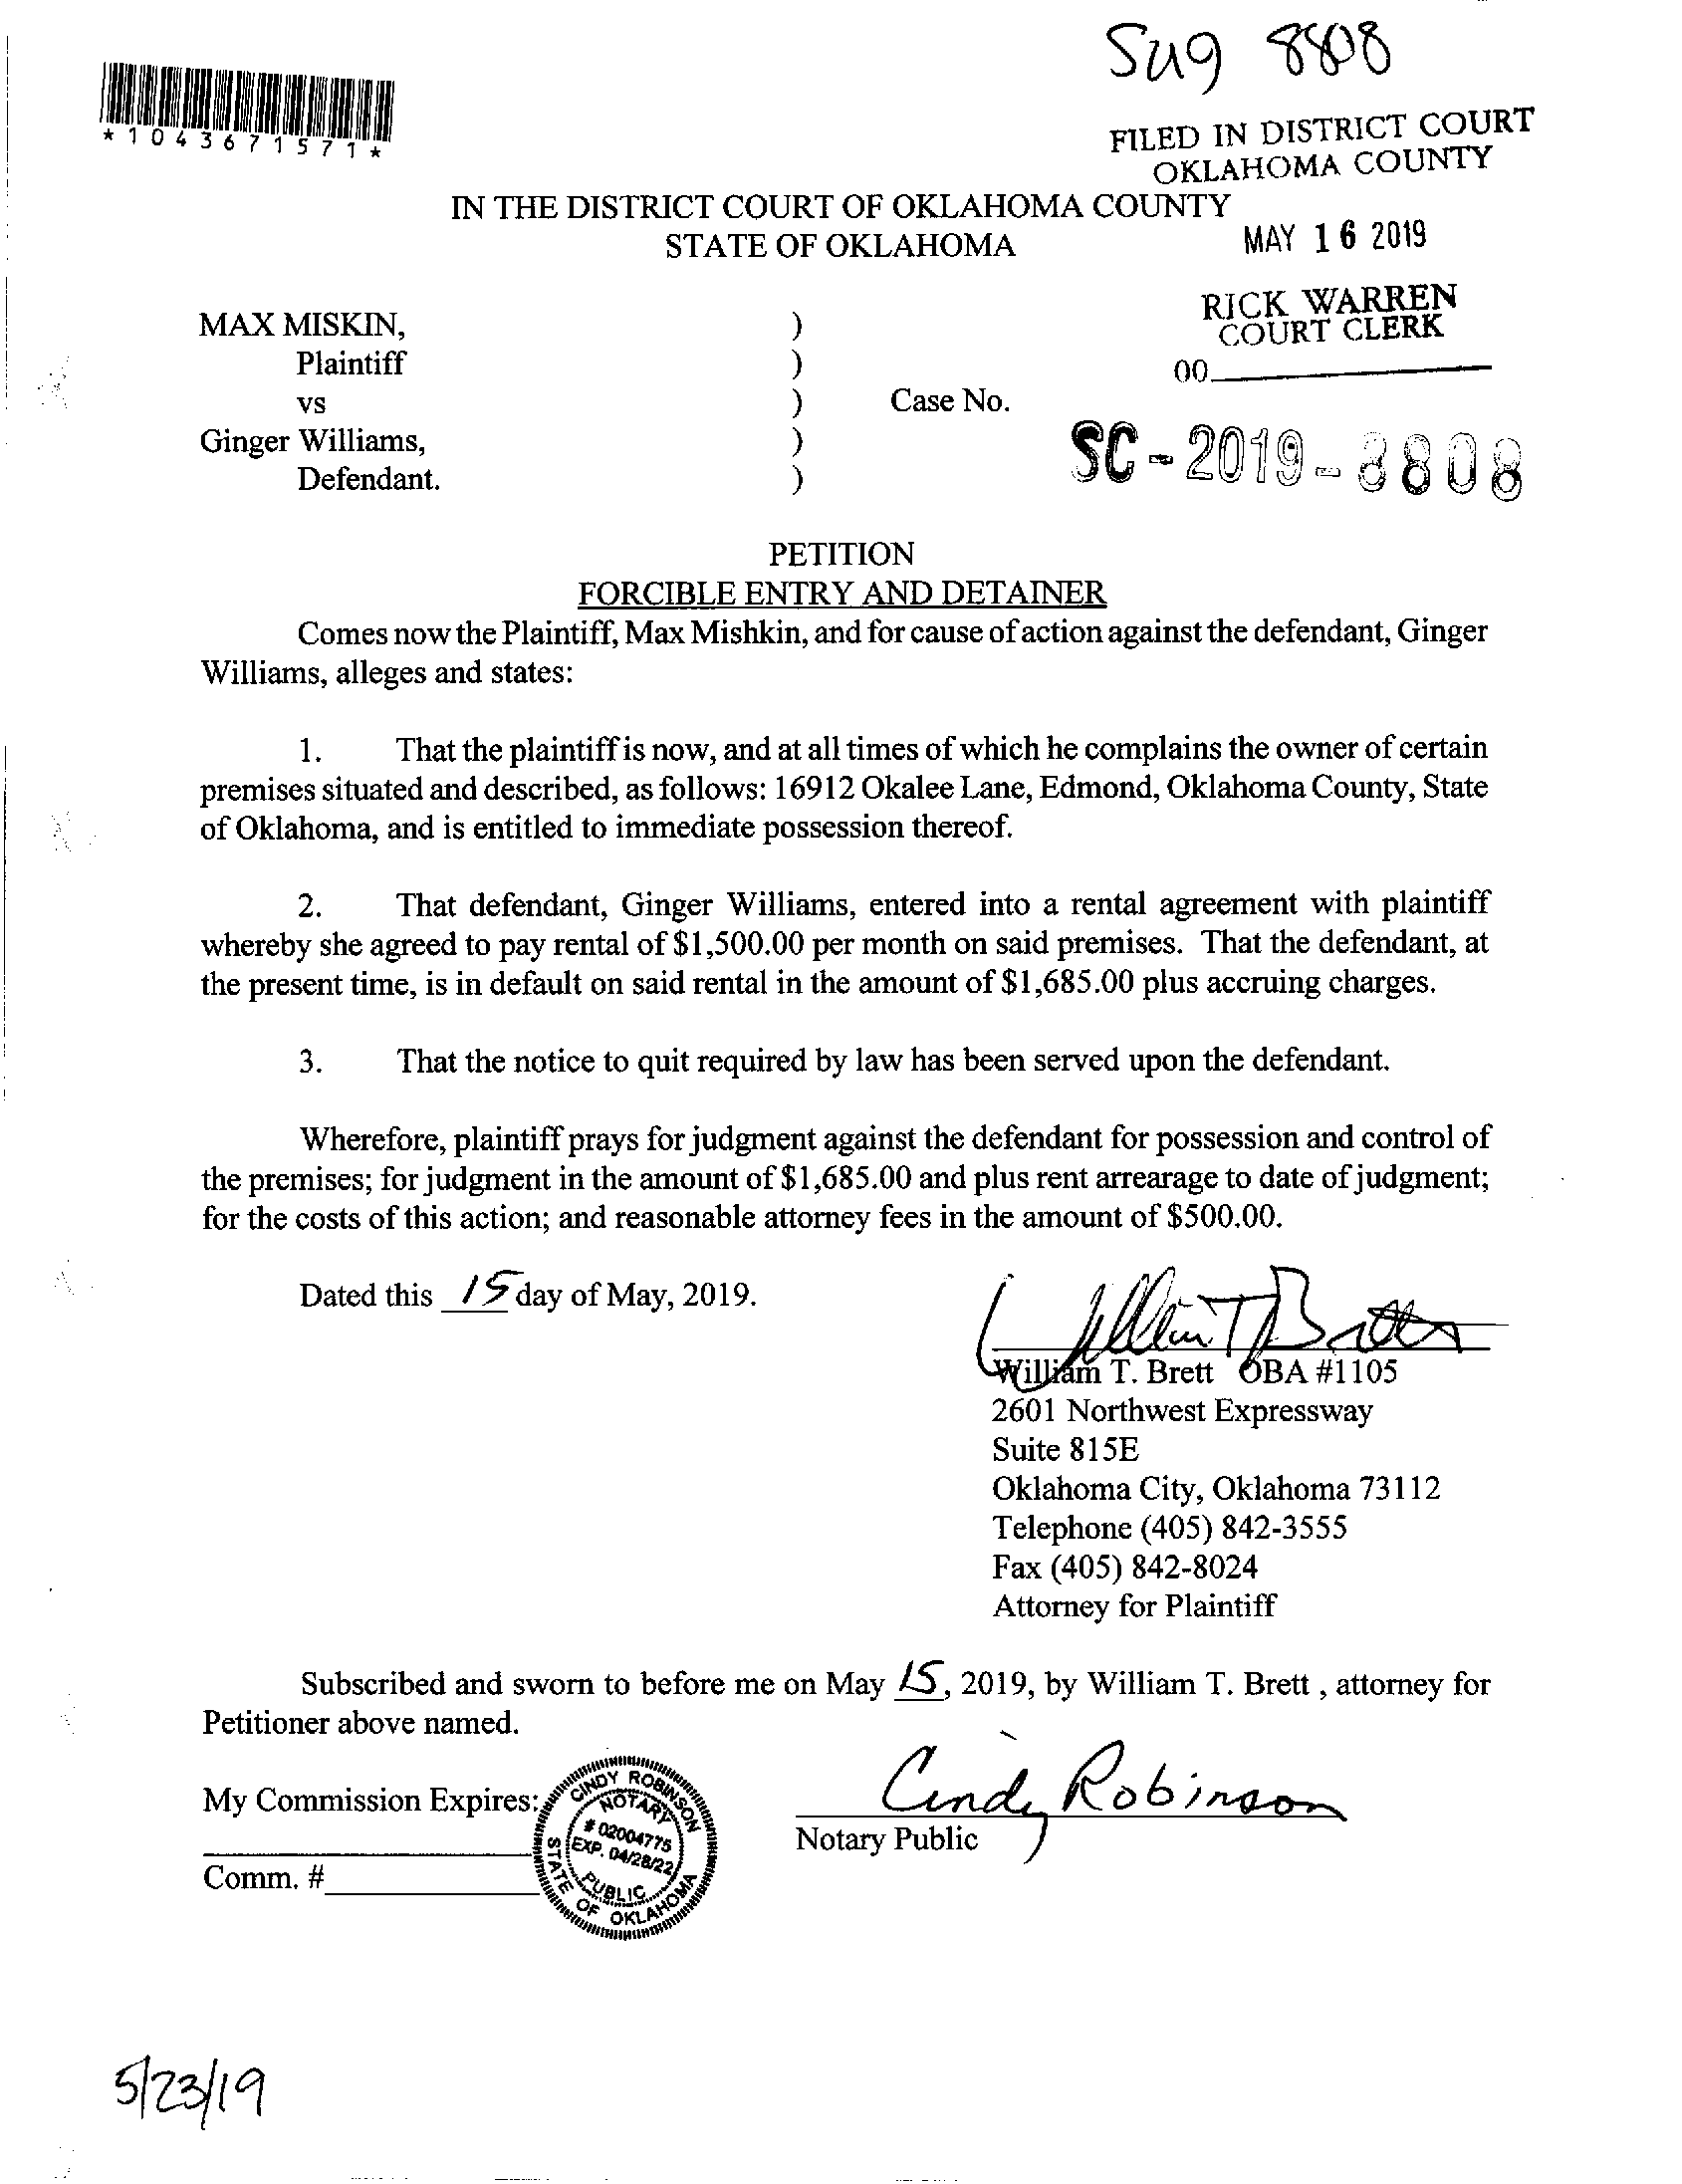 Sug 8808
*1043671571*
FILED IN DISTRICT COURT
OKLAHOMA COUNTY
IN THE DISTRICT COURT OF OKLAHOMA COUNTY
STATE OF OKLAHOMA
MAY 16 2019
RICK WARREN
COURT CLERK
00
MAX MISKIN, )
Plaintiff )
vs ) Case No.
Ginger Williams, )
Defendant. )
SC-2019-8808
PETITION
FORCIBLE ENTRY AND DETAINER
Comes now the Plaintiff, Max Mishkin, and for cause of action against the defendant, Ginger
Williams, alleges and states:
1. That the plaintiff is now, and at all times of which he complains the owner of certain
premises situated and described, as follows: 16912 Okalee Lane, Edmond, Oklahoma County, State
of Oklahoma, and is entitled to immediate possession thereof.
2. That defendant, Ginger Williams, entered into a rental agreement with plaintiff
whereby she agreed to pay rental of $1,500.00 per month on said premises. That the defendant, at
the present time, is in default on said rental in the amount of $1,685.00 plus accruing charges.
3. That the notice to quit required by law has been served upon the defendant.
Wherefore, plaintiff prays for judgment against the defendant for possession and control of
the premises; for judgment in the amount of $1,685.00 and plus rent arrearage to date of judgment;
for the costs of this action; and reasonable attorney fees in the amount of $500.00.
Dated this 15 day of May, 2019.
William T Brett
William T. Brett OBA #1105
2601 Northwest Expressway
Suite 815E
Oklahoma City, Oklahoma 73112
Telephone (405) 842-3555
Fax (405) 842-8024
Attorney for Plaintiff
Subscribed and sworn to before me on May 15, 2019, by William T. Brett , attorney for
Petitioner above named.
Cindy Robinson
My Commission Expires:
Notary Public
Comm. #
CINDY ROBINSON
NOTARY
# 02004775
EXP. 04/28/22
PUBLIC
STATE OF OKLAHOMA
5/23/19